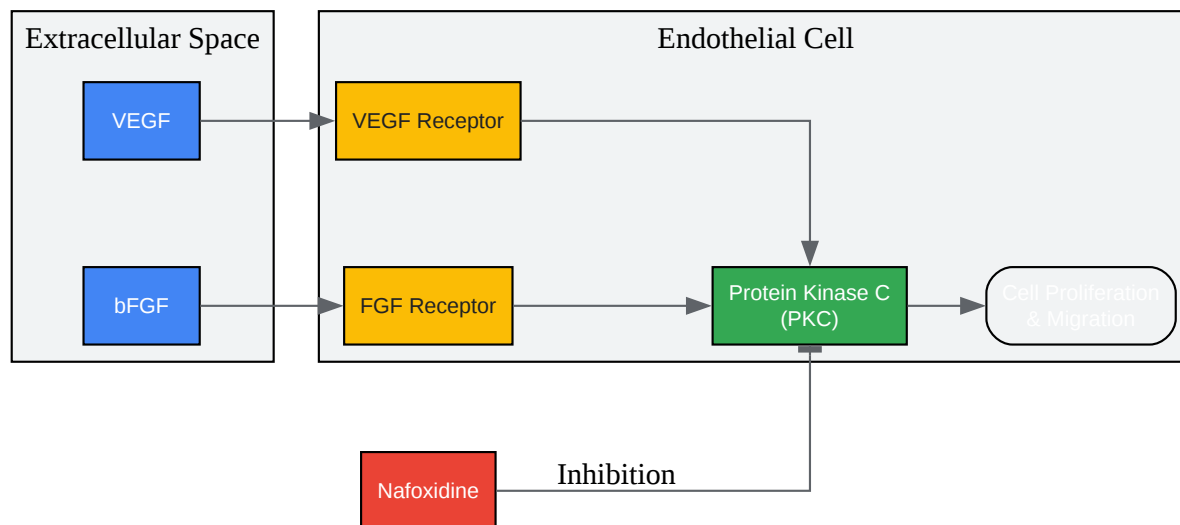 Extracellular Space
Endothelial Cell
VEGF
VEGF Receptor
bFGF
FGF Receptor
Protein Kinase C
(PKC)
Cell Proliferation
& Migration
Inhibition
Nafoxidine